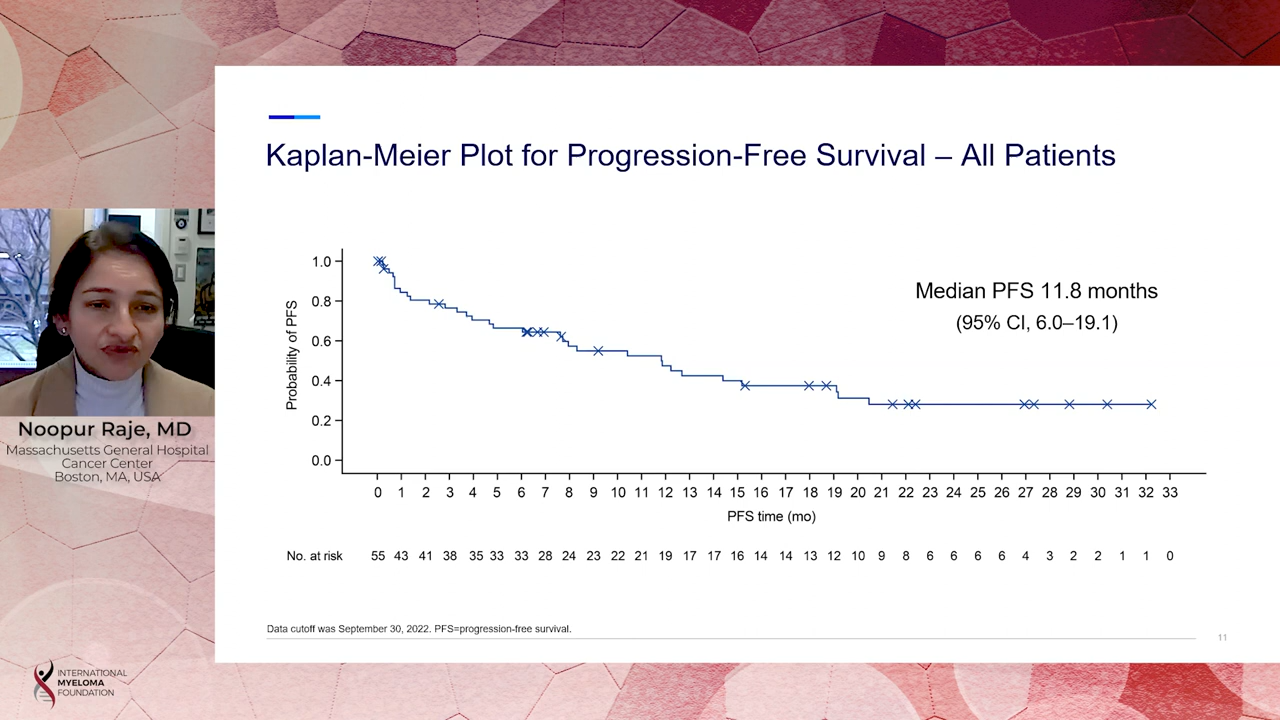 Kaplan-Meier Plot for Progression-Free Survival – All Patients
Median PFS 11.8 months
(95% CI, 6.0–19.1)
Probability of PFS
1.0
0.8
0.6
0.4
0.2
0.0
0 1 2 3 4 5 6 7 8 9 10 11 12 13 14 15 16 17 18 19 20 21 22 23 24 25 26 27 28 29 30 31 32 33
PFS time (mo)
No. at risk 55 43 41 38 35 33 33 28 24 23 22 21 19 17 17 16 14 14 13 12 10 9 8 6 6 6 6 4 3 2 2 1 1 0
Data cutoff was September 30, 2022. PFS=progression-free survival.
11
Noopur Raje, MD
Massachusetts General Hospital
Cancer Center
Boston, MA, USA
INTERNATIONAL
MYELOMA
FOUNDATION